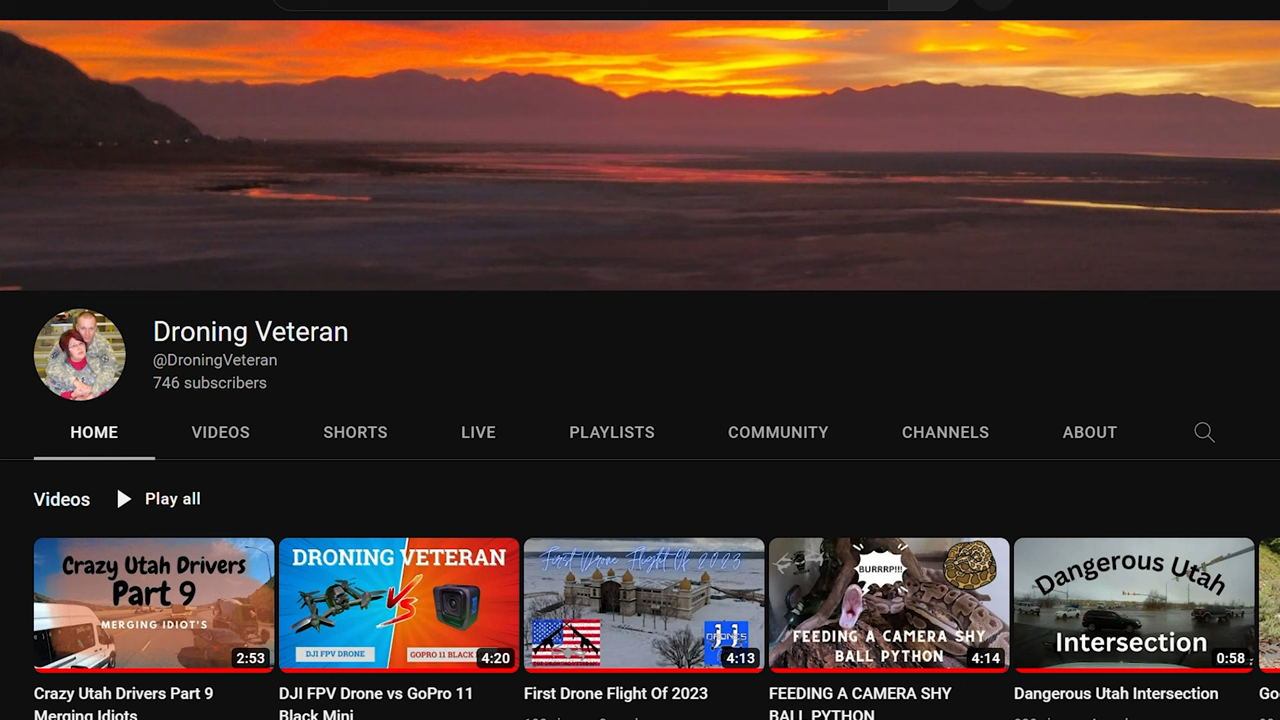 Droning Veteran
@DroningVeteran
746 subscribers
HOME VIDEOS SHORTS LIVE PLAYLISTS COMMUNITY CHANNELS ABOUT
Videos Play all
Crazy Utah Drivers
Part 9
MERGING IDIOT'S
2:53
DRONING VETERAN
VS
DJI FPV DRONE
GOPRO 11 BLACK
4:20
First Drone Flight Of 2023
DRONES
4:13
BURRRP!!!
FEEDING A CAMERA SHY
BALL PYTHON
4:14
Dangerous Utah
Intersection
0:58
Crazy Utah Drivers Part 9
Merging Idiots
DJI FPV Drone vs GoPro 11
Black Mini
First Drone Flight Of 2023
FEEDING A CAMERA SHY
BALL PYTHON
Dangerous Utah Intersection